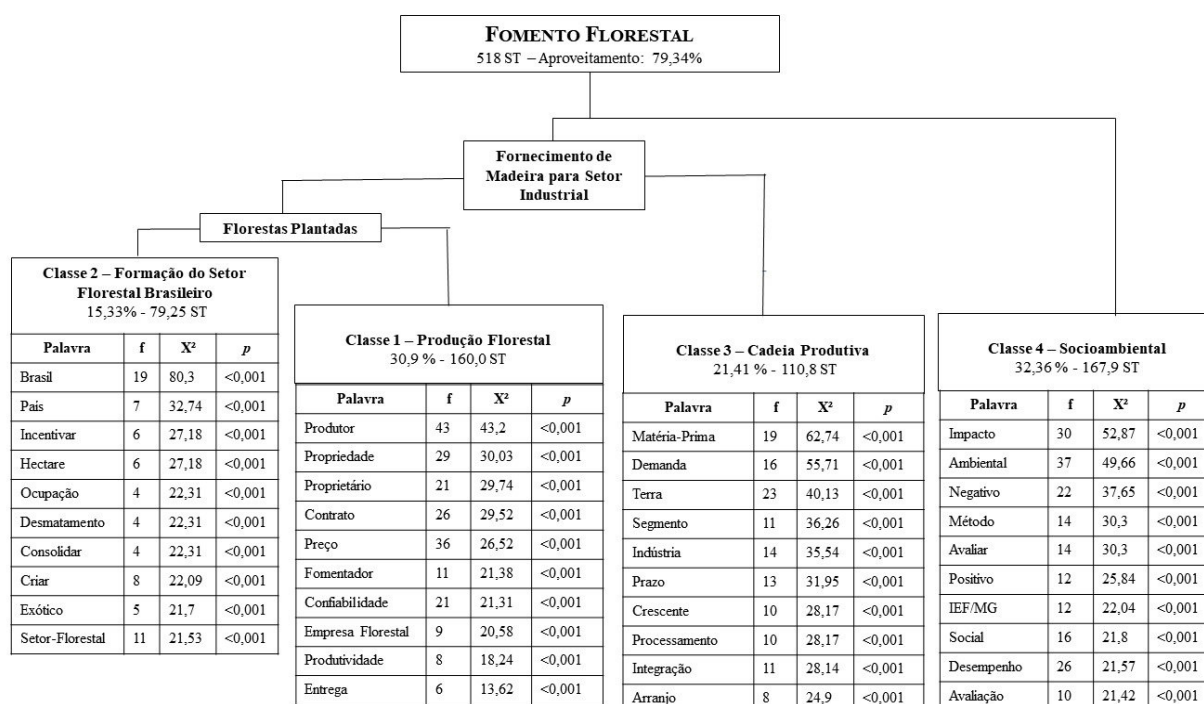 FOMENTO FLORESTAL
518 ST – Aproveitamento: 79,34%
Fornecimento de
Madeira para Setor
Industrial
Florestas Plantadas
Classe 2 – Formação do Setor
Florestal Brasileiro
15,33% - 79,25 ST
Palavra f X² p
Brasil 19 80,3 <0,001
País 7 32,74 <0,001
Incentivar 6 27,18 <0,001
Hectare 6 27,18 <0,001
Ocupação 4 22,31 <0,001
Desmatamento 4 22,31 <0,001
Consolidar 4 22,31 <0,001
Criar 8 22,09 <0,001
Exótico 5 21,7 <0,001
Setor-Florestal 11 21,53 <0,001
Classe 1 – Produção Florestal
30,9 % - 160,0 ST
Palavra f X² p
Produtor 43 43,2 <0,001
Propriedade 29 30,03 <0,001
Proprietário 21 29,74 <0,001
Contrato 26 29,52 <0,001
Preço 36 26,52 <0,001
Fomentador 11 21,38 <0,001
Confiabilidade 21 21,31 <0,001
Empresa Florestal 9 20,58 <0,001
Produtividade 8 18,24 <0,001
Entrega 6 13,62 <0,001
Classe 3 – Cadeia Produtiva
21,41 % - 110,8 ST
Palavra f X² p
Matéria-Prima 19 62,74 <0,001
Demanda 16 55,71 <0,001
Terra 23 40,13 <0,001
Segmento 11 36,26 <0,001
Indústria 14 35,54 <0,001
Prazo 13 31,95 <0,001
Crescente 10 28,17 <0,001
Processamento 10 28,17 <0,001
Integração 11 28,14 <0,001
Arranjo 8 24,9 <0,001
Classe 4 – Socioambiental
32,36 % - 167,9 ST
Palavra f X² p
Impacto 30 52,87 <0,001
Ambiental 37 49,66 <0,001
Negativo 22 37,65 <0,001
Método 14 30,3 <0,001
Avaliar 14 30,3 <0,001
Positivo 12 25,84 <0,001
IEF/MG 12 22,04 <0,001
Social 16 21,8 <0,001
Desempenho 26 21,57 <0,001
Avaliação 10 21,42 <0,001